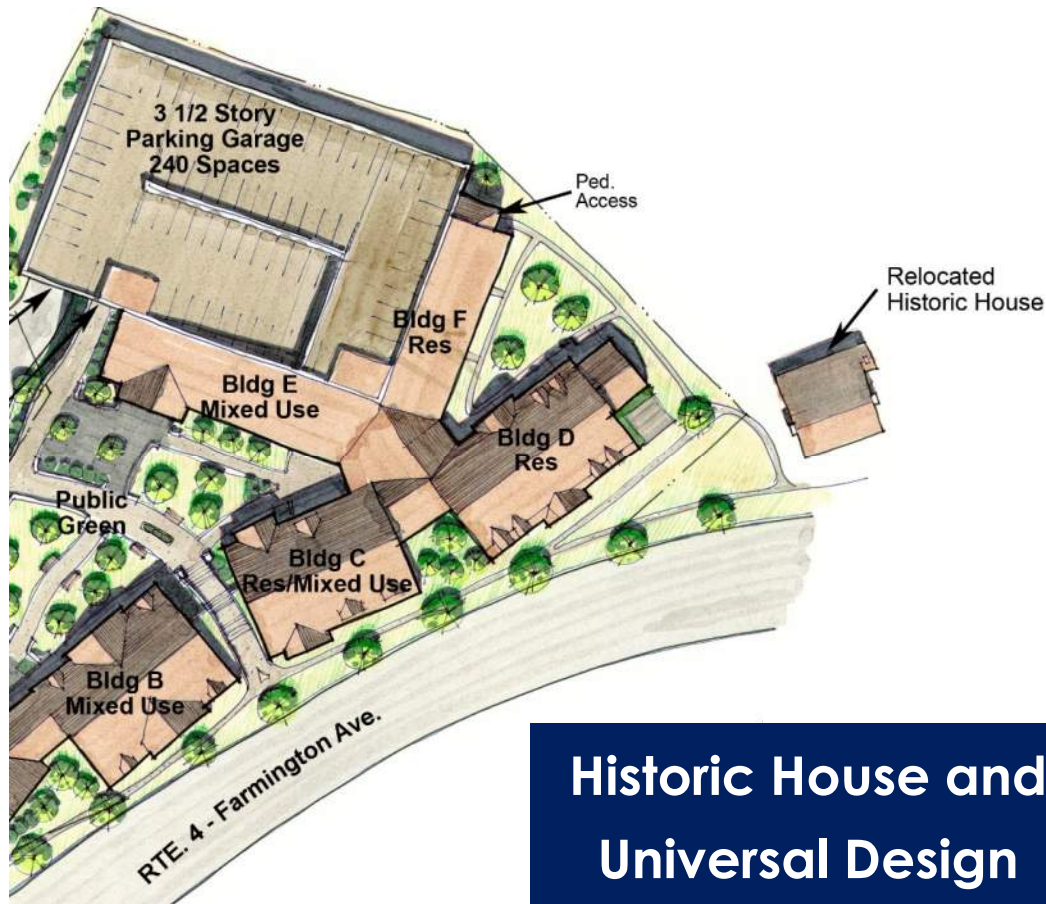 3 1/2 Story
Parking Garage
240 Spaces
Ped.
Access
Relocated
Historic House
Bldg F
Res
Bldg E
Mixed Use
Bldg D
Res
Public
Green
Bldg C
Res/Mixed Use
Bldg B
Mixed Use
RTE. 4 - Farmington Ave.
Historic House and
Universal Design